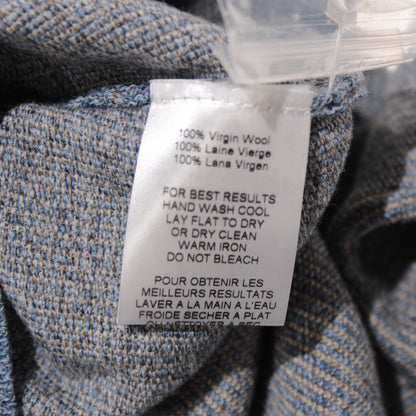 100% Virgin Wool
100% Laine Vierge
100% Lana Virgen
FOR BEST RESULTS
HAND WASH COOL
LAY FLAT TO DRY
OR DRY CLEAN
WARM IRON
DO NOT BLEACH
POUR OBTENIR LES
MEILLEURS RESULTATS
LAVER A LA MAIN A L'EAU
FROIDE SECHER A PLAT